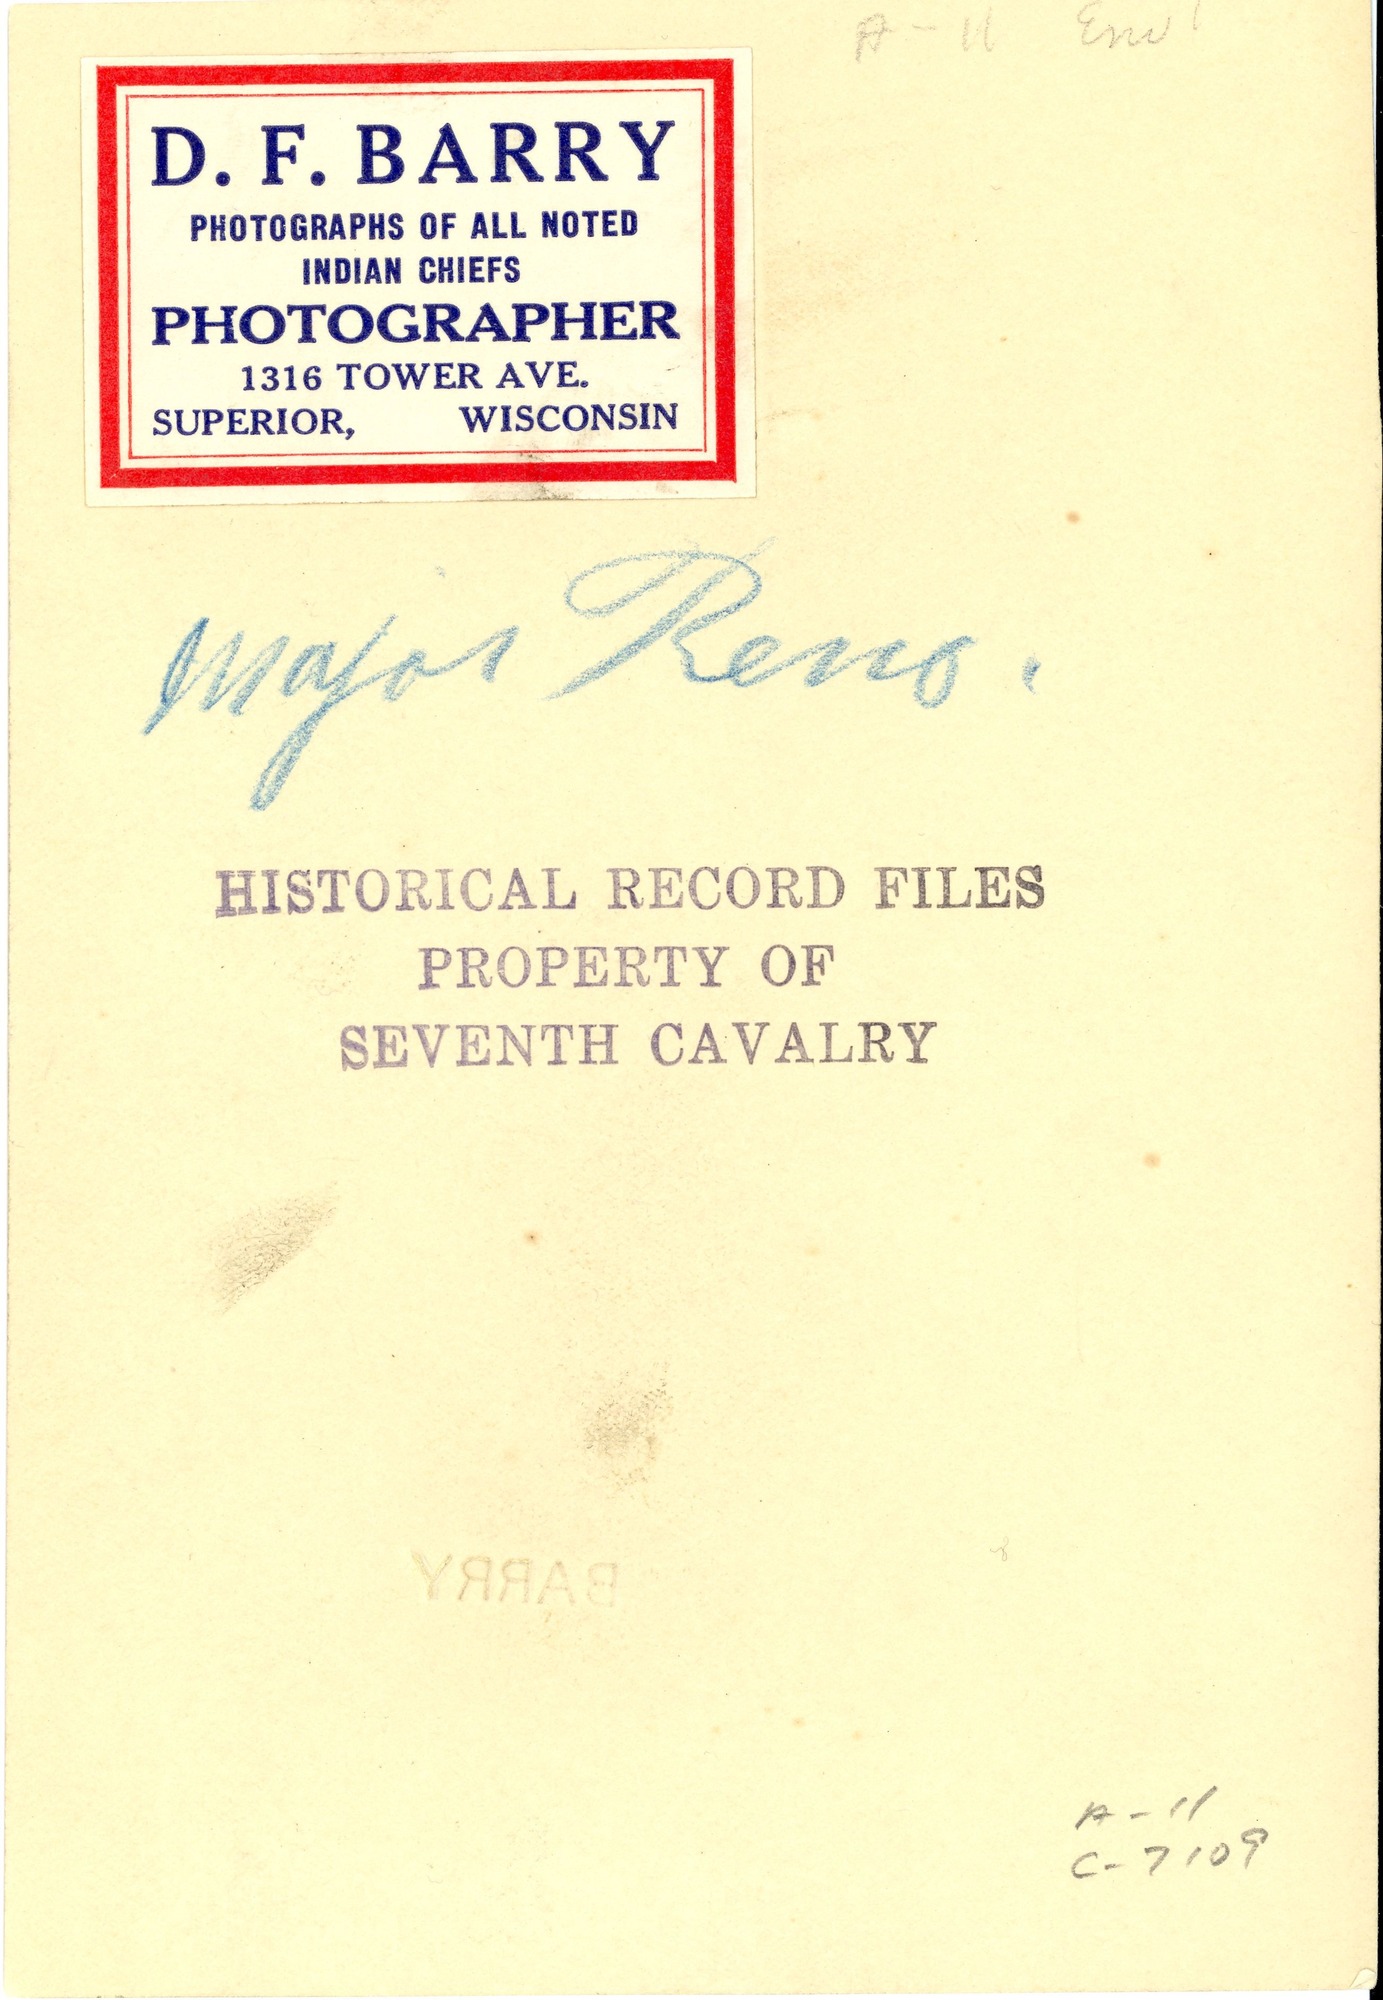 A-11
D. F. BARRY
PHOTOGRAPHS OF ALL NOTED
INDIAN CHIEFS
PHOTOGRAPHER
1316 TOWER AVE.
SUPERIOR, WISCONSIN
Major Reno.
HISTORICAL RECORD FILES
PROPERTY OF
SEVENTH CAVALRY
BARRY
A-11
C-7109